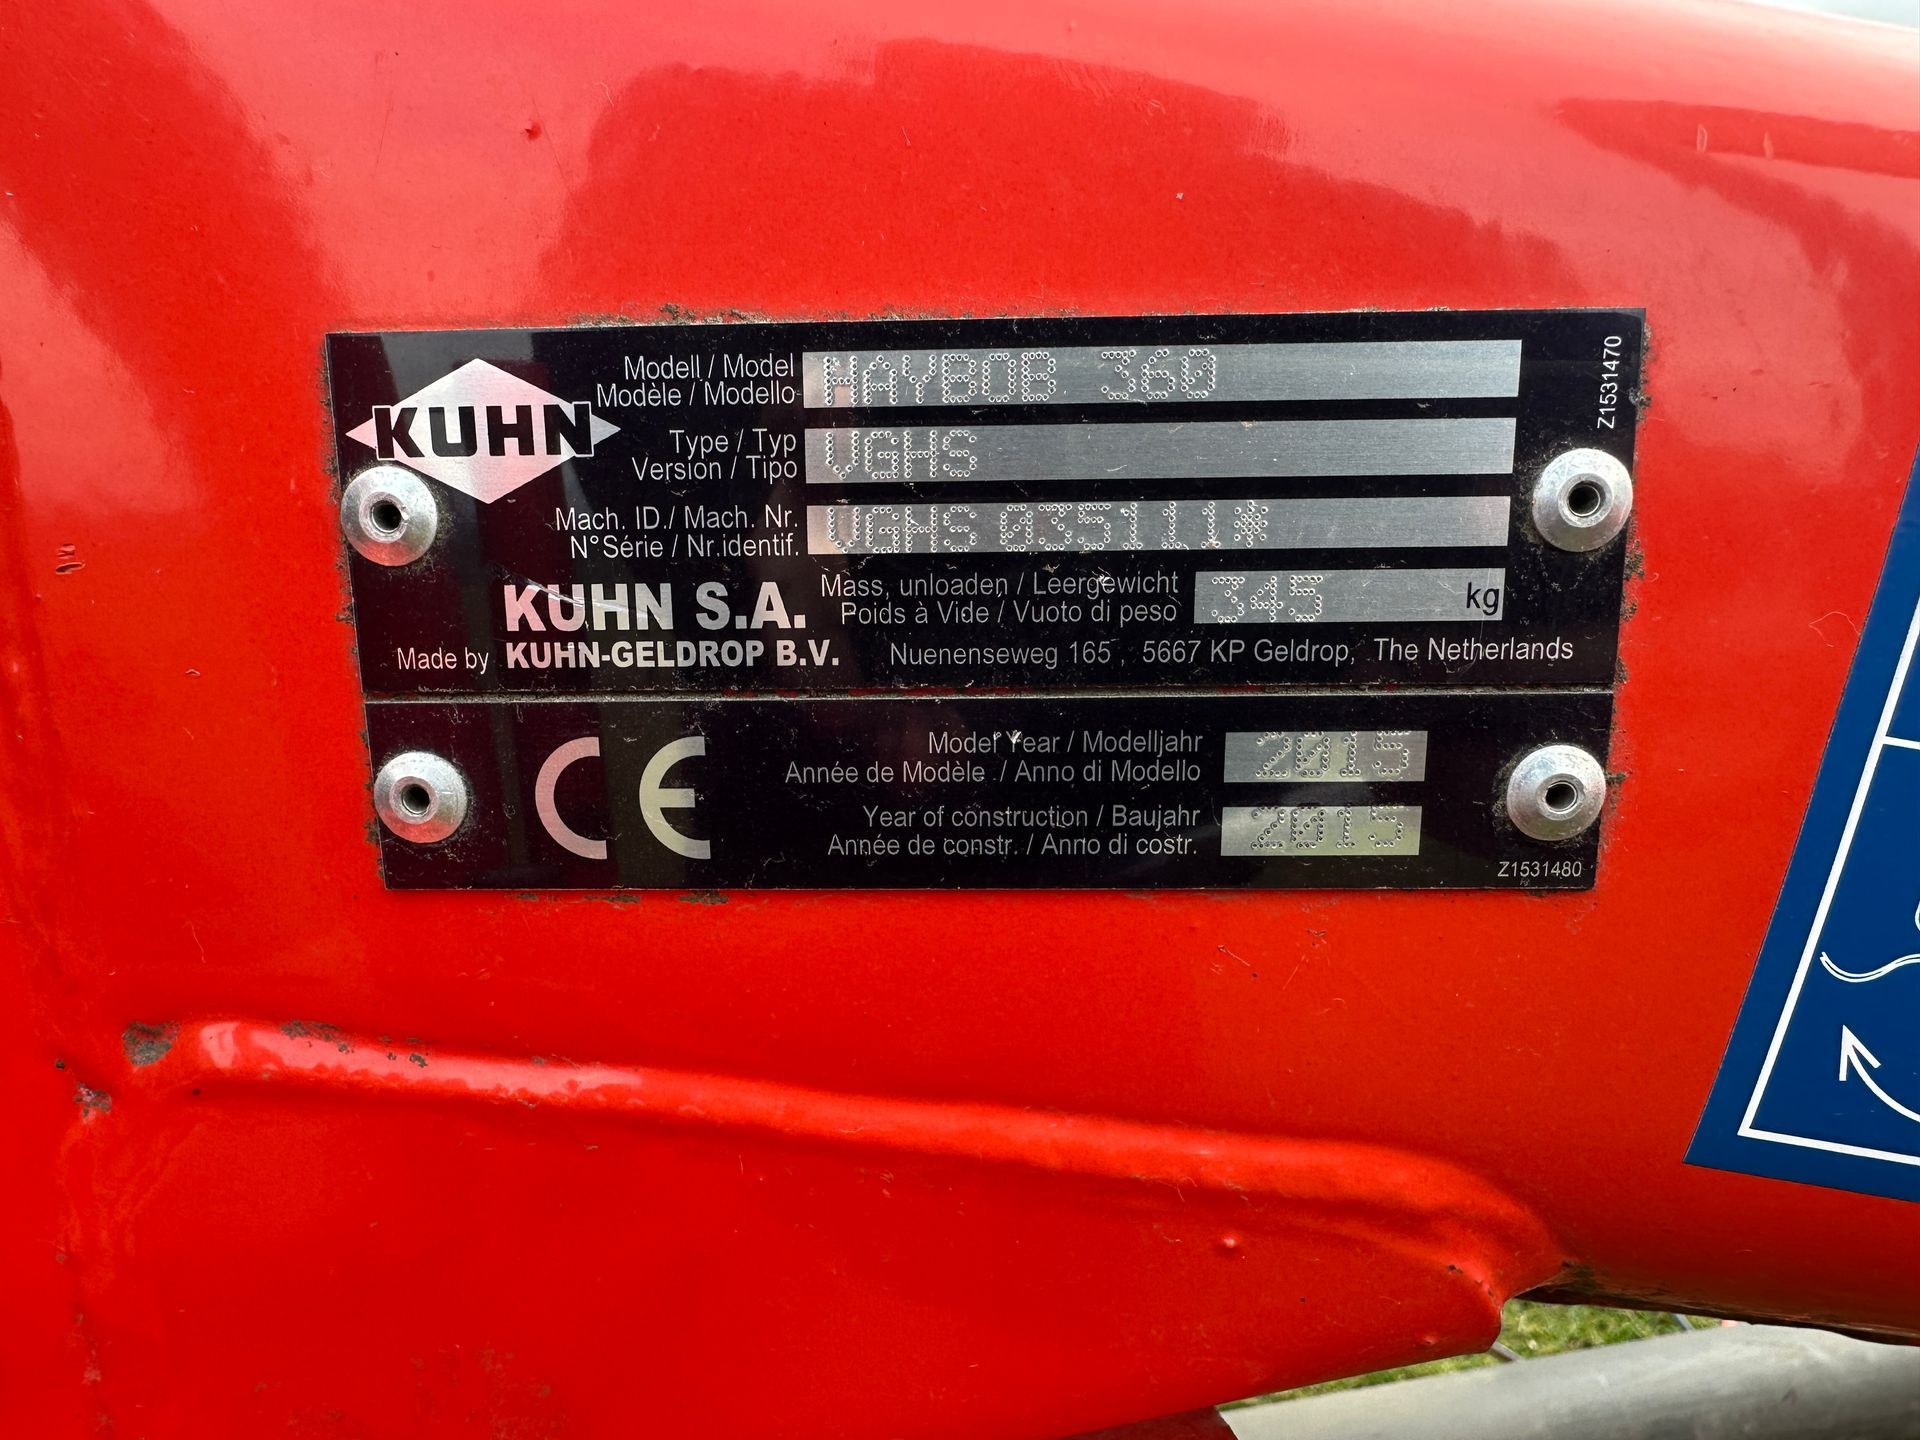 KUHN
Modell / Model
Modèle / Modello
HAYBOB 360
Z1531470
Type / Typ
Version / Tipo
VGHS
Mach. ID./ Mach. Nr.
N°Série / Nr.identif.
VGHS 035111*
Mass, unloaden / Leergewicht
Poids à Vide / Vuoto di peso
345 kg
KUHN S.A.
Made by KUHN-GELDROP B.V. Nuenenseweg 165 , 5667 KP Geldrop, The Netherlands
CE
Model Year / Modelljahr
Année de Modèle / Anno di Modello
2015
Year of construction / Baujahr
Année de constr. / Anno di costr.
2015
Z1531480